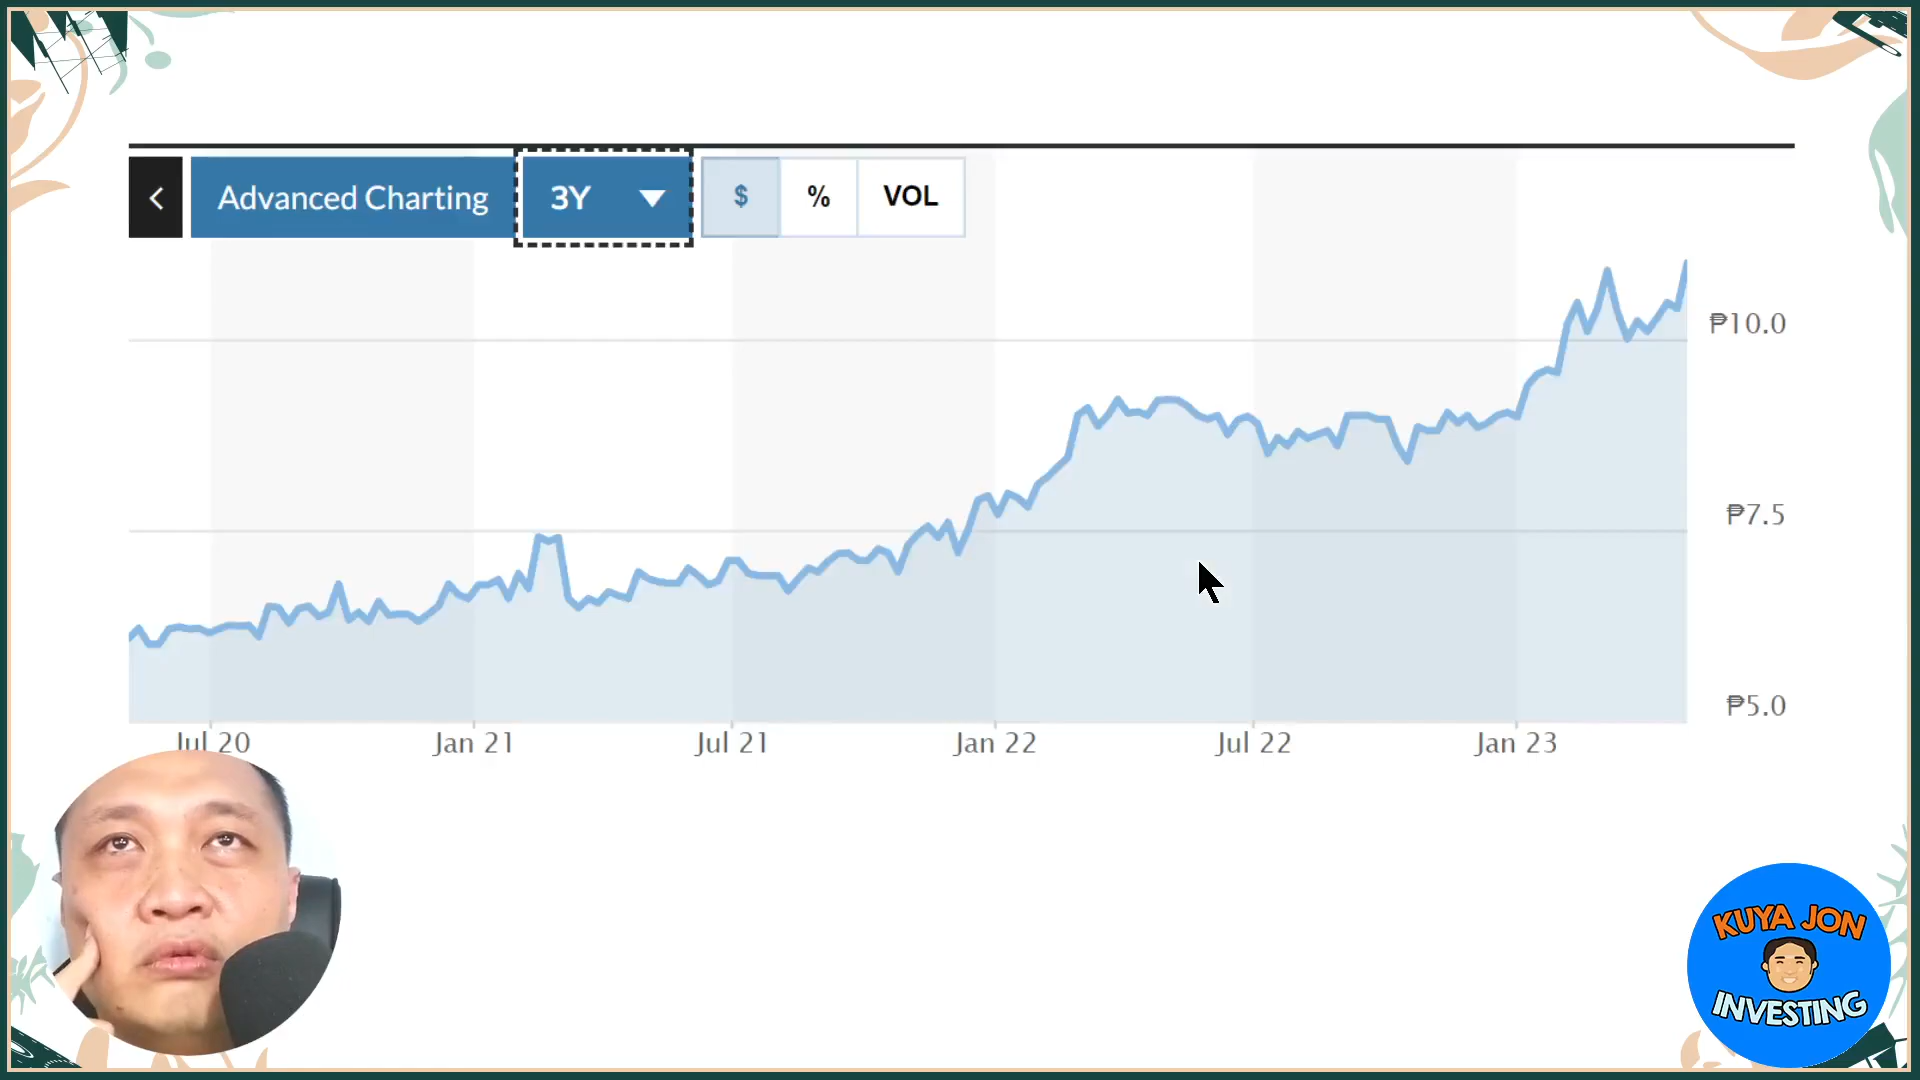 Advanced Charting
3Y
$
%
VOL
₱10.0
₱7.5
₱5.0
Jul 20
Jan 21
Jul 21
Jan 22
Jul 22
Jan 23
KUYA JON
INVESTING